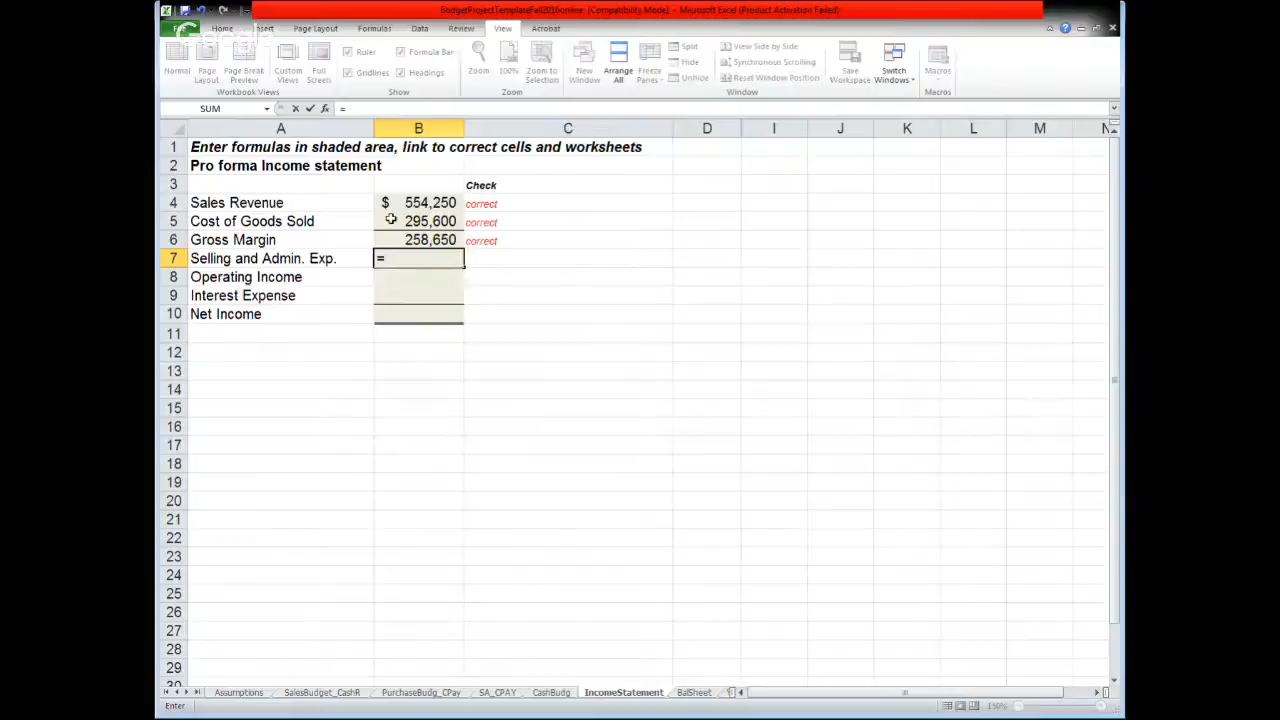 BudgetProjectTemplateFall2016online [Compatibility Mode] - Microsoft Excel (Product Activation Failed)
File Home Insert Page Layout Formulas Data Review View Acrobat
Google
Ruler Formula Bar Split View Side by Side
Gridlines Headings Hide Synchronous Scrolling
Unhide Reset Window Position
Normal Page Layout Page Break Preview Custom Views Full Screen Zoom 100% Zoom to Selection New Window Arrange All Freeze Panes Save Workspace Switch Windows Macros
Workbook Views Show Zoom Window Macros
SUM fx =
A B C D I J K L M N
1 Enter formulas in shaded area, link to correct cells and worksheets
2 Pro forma Income statement
3 Check
4 Sales Revenue $ 554,250 correct
5 Cost of Goods Sold 295,600 correct
6 Gross Margin 258,650 correct
7 Selling and Admin. Exp. =
8 Operating Income
9 Interest Expense
10 Net Income
11
12
13
14
15
16
17
18
19
20
21
22
23
24
25
26
27
28
29
30
Assumptions SalesBudget_CashR PurchaseBudg_CPay SA_CPAY CashBudg IncomeStatement BalSheet
Enter 150%